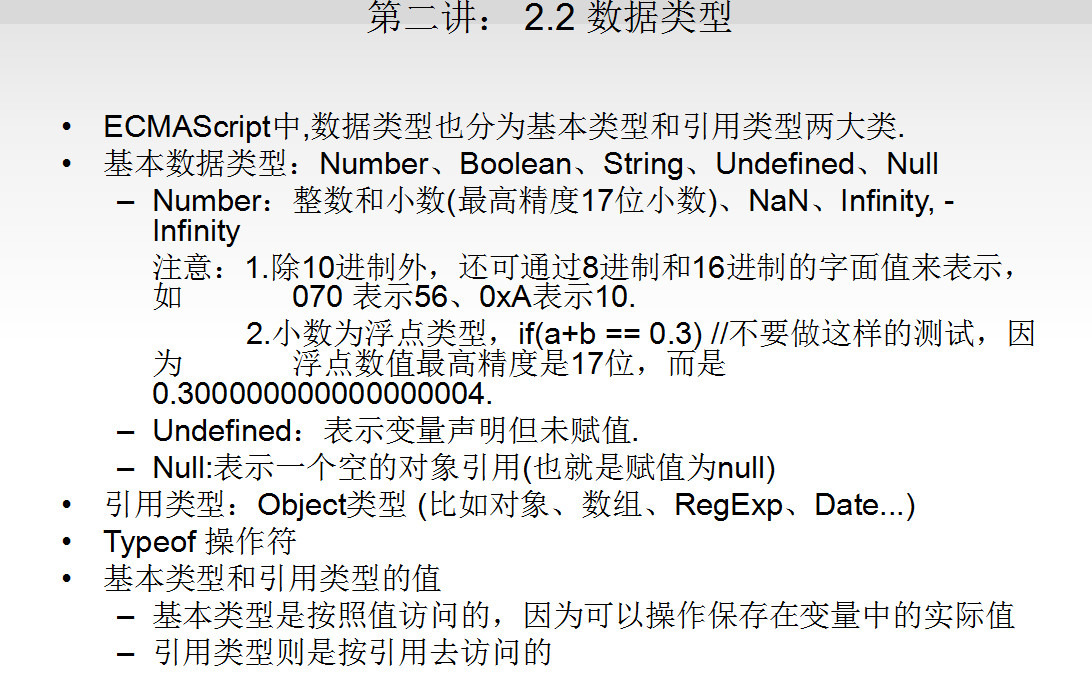 第二讲： 2.2 数据类型
• ECMAScript中,数据类型也分为基本类型和引用类型两大类.
• 基本数据类型：Number、Boolean、String、Undefined、Null
– Number：整数和小数(最高精度17位小数)、NaN、Infinity, -
Infinity
注意：1.除10进制外，还可通过8进制和16进制的字面值来表示，
如 070 表示56、0xA表示10.
2.小数为浮点类型，if(a+b == 0.3) //不要做这样的测试，因
为 浮点数值最高精度是17位，而是
0.300000000000000004.
– Undefined：表示变量声明但未赋值.
– Null:表示一个空的对象引用(也就是赋值为null)
• 引用类型：Object类型 (比如对象、数组、RegExp、Date...)
• Typeof 操作符
• 基本类型和引用类型的值
– 基本类型是按照值访问的，因为可以操作保存在变量中的实际值
– 引用类型则是按引用去访问的